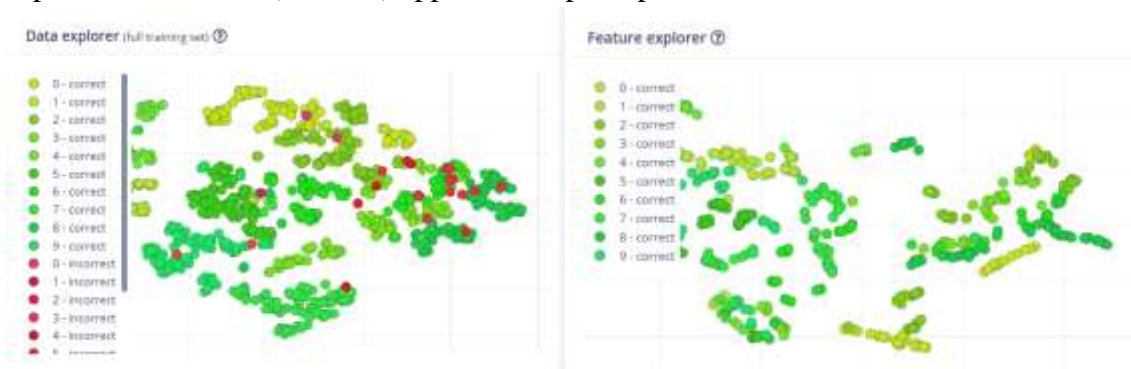 Data explorer (full training set) ?
0 - correct
1 - correct
2 - correct
3 - correct
4 - correct
5 - correct
6 - correct
7 - correct
8 - correct
9 - correct
0 - incorrect
1 - incorrect
2 - incorrect
3 - incorrect
4 - incorrect
Feature explorer ?
0 - correct
1 - correct
2 - correct
3 - correct
4 - correct
5 - correct
6 - correct
7 - correct
8 - correct
9 - correct